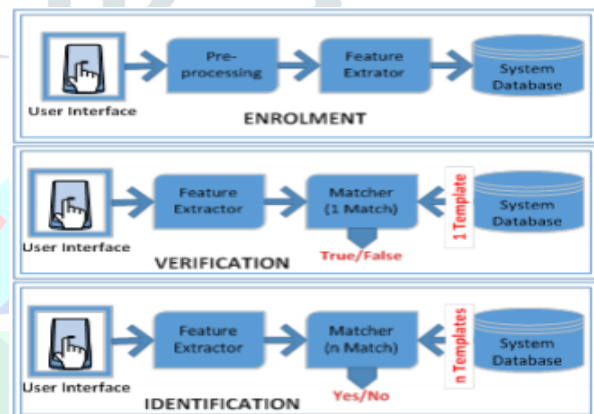 Pre-
processing
Feature
Extrator
System
Database
User Interface
ENROLMENT
Feature
Extractor
Matcher
(1 Match)
1 Template
System
Database
True/False
User Interface
VERIFICATION
Feature
Extractor
Matcher
(n Match)
n Templates
System
Database
User Interface
Yes/No
IDENTIFICATION